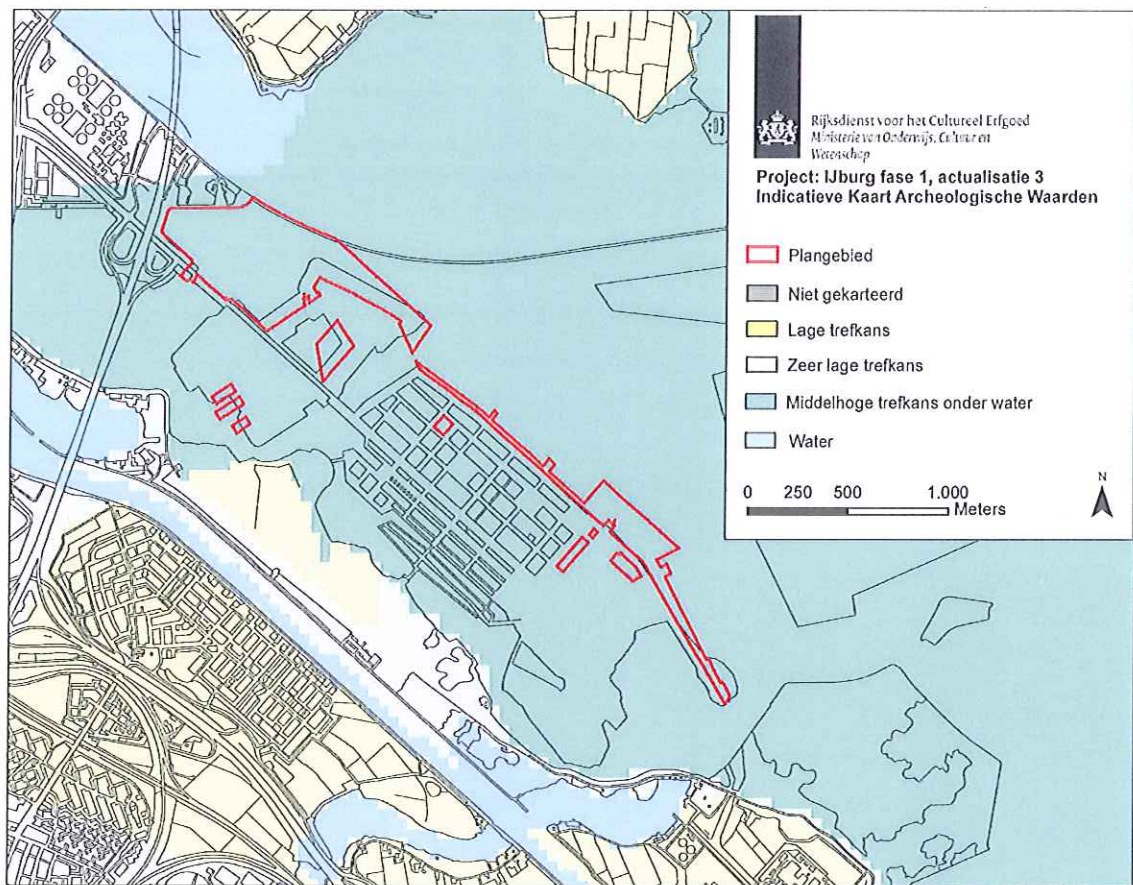 Rijksdienst voor het Cultureel Erfgoed
Ministerie van Onderwijs, Cultuur en
Wetenschap
Project: IJburg fase 1, actualisatie 3
Indicatieve Kaart Archeologische Waarden
Plangebied
Niet gekarteerd
Lage trefkans
Zeer lage trefkans
Middelhoge trefkans onder water
Water
0 250 500 1.000
Meters
N